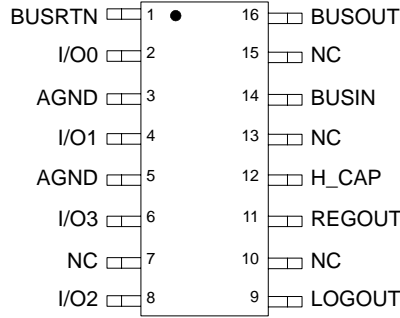 BUSRTN 1 16 BUSOUT
I/O0 2 15 NC
AGND 3 14 BUSIN
I/O1 4 13 NC
AGND 5 12 H_CAP
I/O3 6 11 REGOUT
NC 7 10 NC
I/O2 8 9 LOGOUT